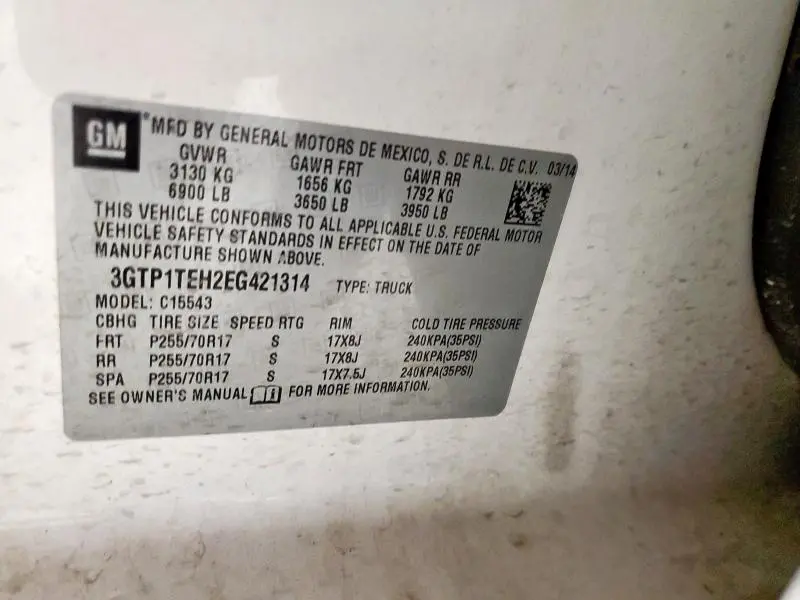 GM *MFD BY GENERAL MOTORS DE MEXICO, S. DE R.L. DE C.V. 03/14
GVWR GAWR FRT GAWR RR
3130 KG 1656 KG 1792 KG
6900 LB 3650 LB 3950 LB
THIS VEHICLE CONFORMS TO ALL APPLICABLE U.S. FEDERAL MOTOR
VEHICLE SAFETY STANDARDS IN EFFECT ON THE DATE OF
MANUFACTURE SHOWN ABOVE.
3GTP1TEH2EG421314 TYPE: TRUCK
MODEL: C15543
CBHG TIRE SIZE SPEED RTG RIM COLD TIRE PRESSURE
FRT P255/70R17 S 17X8J 240KPA(35PSI)
RR P255/70R17 S 17X8J 240KPA(35PSI)
SPA P255/70R17 S 17X7.5J 240KPA(35PSI)
SEE OWNER'S MANUAL FOR MORE INFORMATION.